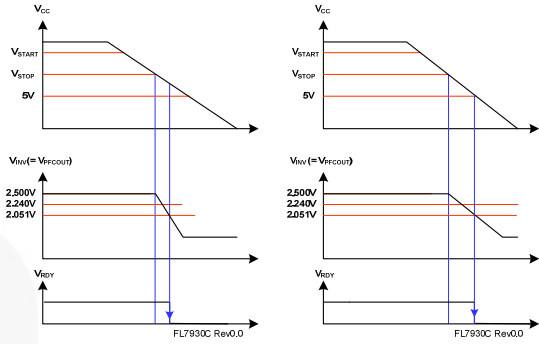 VCC
VSTART
VSTOP
5V
VINV(= VPFCOUT)
2.500V
2.240V
2.051V
VRDY
FL7930C Rev0.0
VCC
VSTART
VSTOP
5V
VINV(= VPFCOUT)
2,500V
2.240V
2.051V
VRDY
FL7930C Rev0.0